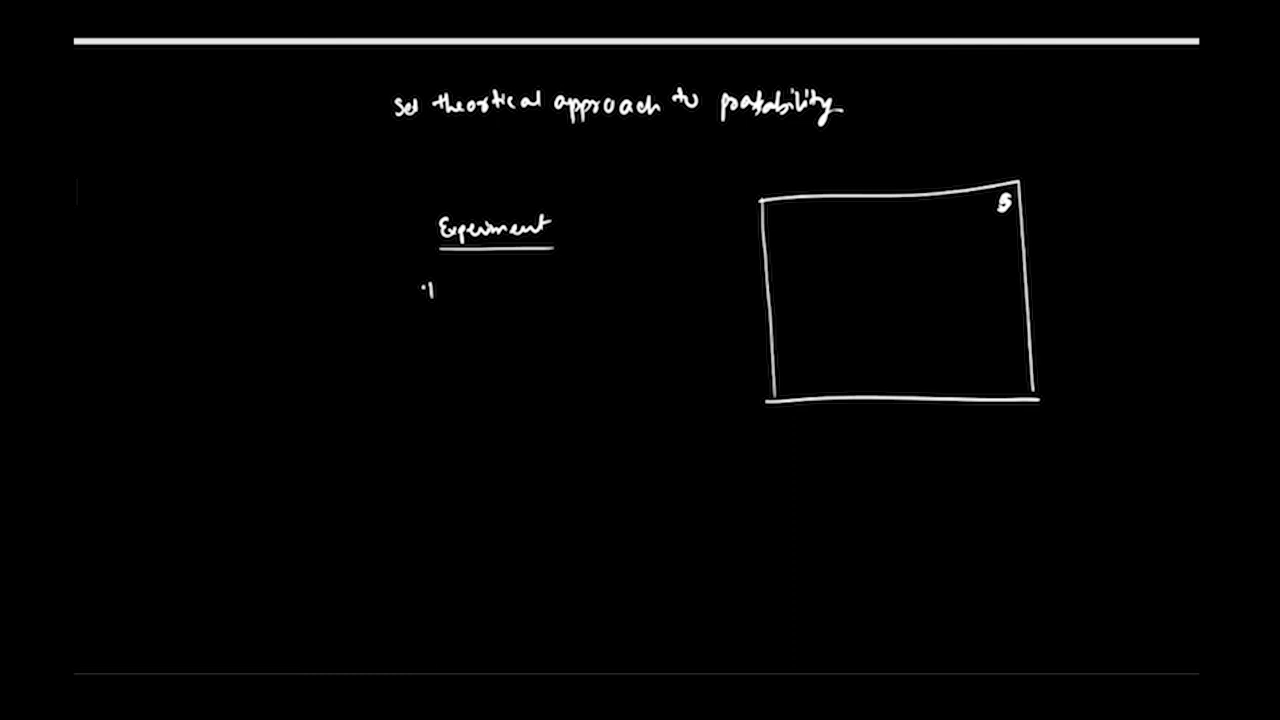 Set theoretical approach to probability
Experiment
S